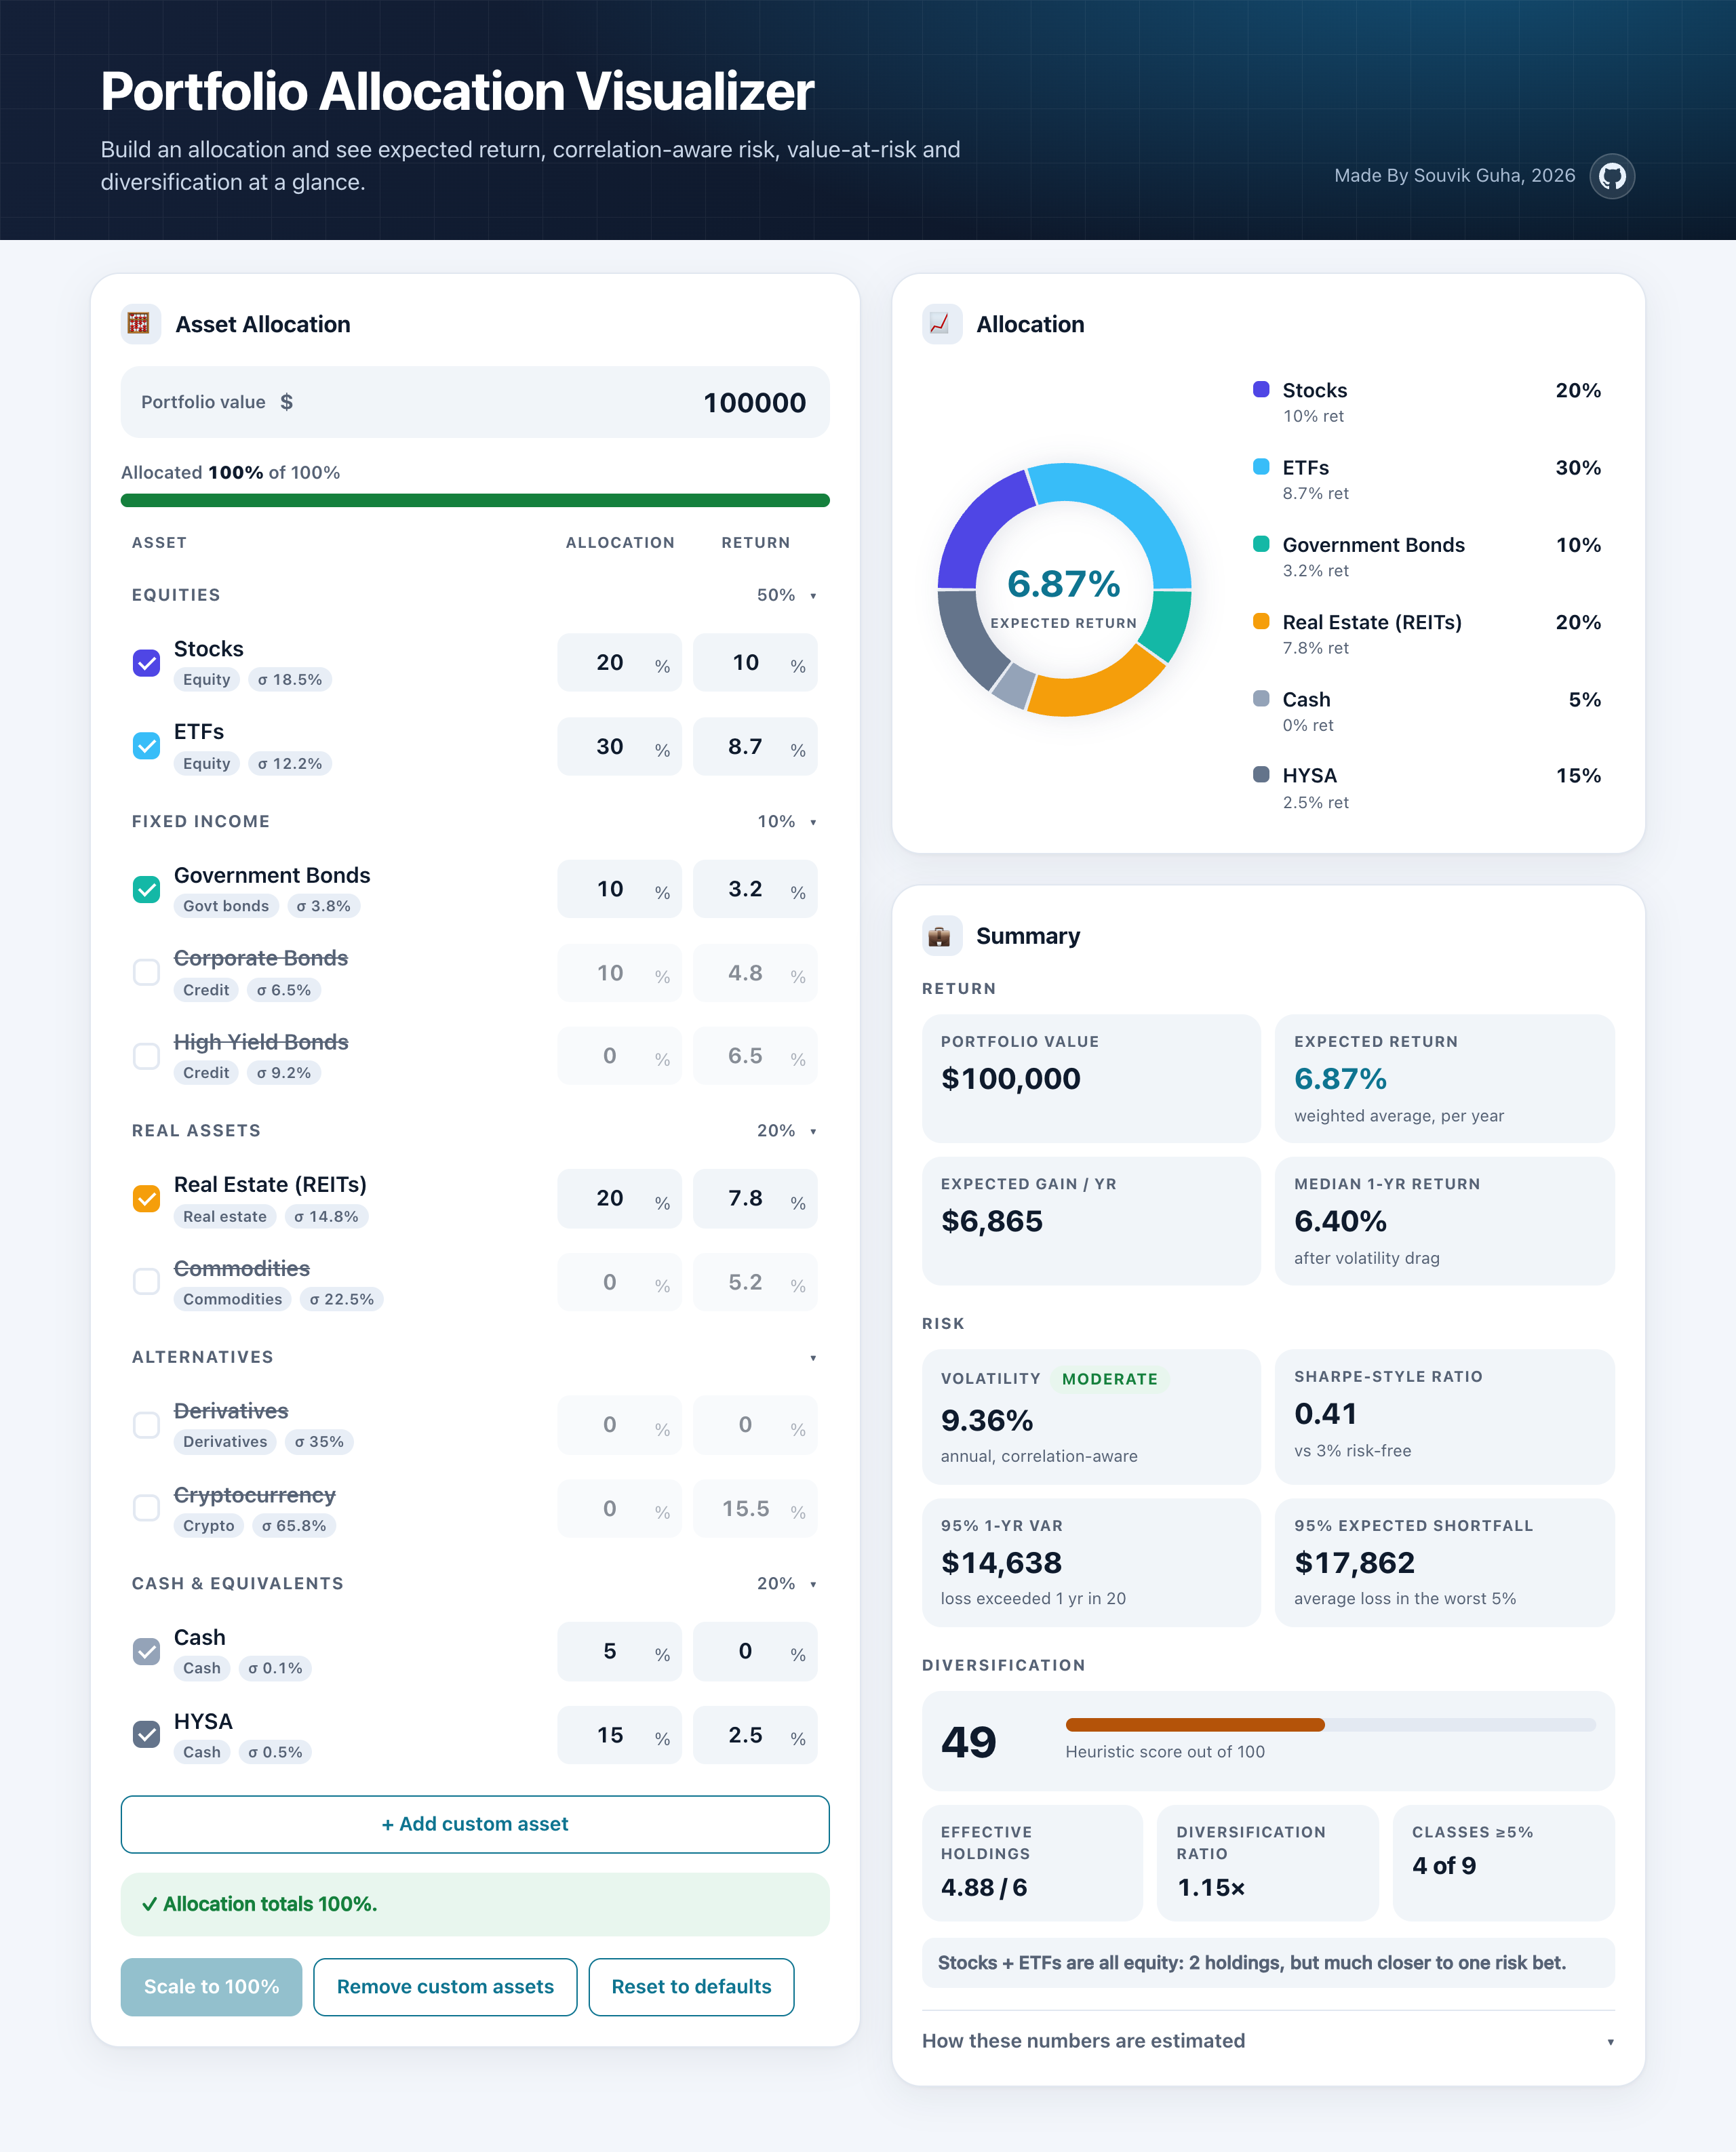 Portfolio Allocation Visualizer
Build an allocation and see expected return, correlation-aware risk, value-at-risk and
diversification at a glance.
Made By Souvik Guha, 2026
Asset Allocation
Portfolio value $ 100000
Allocated 100% of 100%
ASSET ALLOCATION RETURN
EQUITIES 50% ▾
Stocks
Equity σ 18.5%
20 % 10 %
ETFs
Equity σ 12.2%
30 % 8.7 %
FIXED INCOME 10% ▾
Government Bonds
Govt bonds σ 3.8%
10 % 3.2 %
Corporate Bonds
Credit σ 6.5%
10 % 4.8 %
High Yield Bonds
Credit σ 9.2%
0 % 6.5 %
REAL ASSETS 20% ▾
Real Estate (REITs)
Real estate σ 14.8%
20 % 7.8 %
Commodities
Commodities σ 22.5%
0 % 5.2 %
ALTERNATIVES ▾
Derivatives
Derivatives σ 35%
0 % 0 %
Cryptocurrency
Crypto σ 65.8%
0 % 15.5 %
CASH & EQUIVALENTS 20% ▾
Cash
Cash σ 0.1%
5 % 0 %
HYSA
Cash σ 0.5%
15 % 2.5 %
+ Add custom asset
✓ Allocation totals 100%.
Scale to 100% Remove custom assets Reset to defaults
Allocation
6.87%
EXPECTED RETURN
Stocks 20%
10% ret
ETFs 30%
8.7% ret
Government Bonds 10%
3.2% ret
Real Estate (REITs) 20%
7.8% ret
Cash 5%
0% ret
HYSA 15%
2.5% ret
Summary
RETURN
PORTFOLIO VALUE
$100,000
EXPECTED RETURN
6.87%
weighted average, per year
EXPECTED GAIN / YR
$6,865
MEDIAN 1-YR RETURN
6.40%
after volatility drag
RISK
VOLATILITY MODERATE
9.36%
annual, correlation-aware
SHARPE-STYLE RATIO
0.41
vs 3% risk-free
95% 1-YR VAR
$14,638
loss exceeded 1 yr in 20
95% EXPECTED SHORTFALL
$17,862
average loss in the worst 5%
DIVERSIFICATION
49
Heuristic score out of 100
EFFECTIVE
HOLDINGS
4.88 / 6
DIVERSIFICATION
RATIO
1.15×
CLASSES ≥5%
4 of 9
Stocks + ETFs are all equity: 2 holdings, but much closer to one risk bet.
How these numbers are estimated ▾